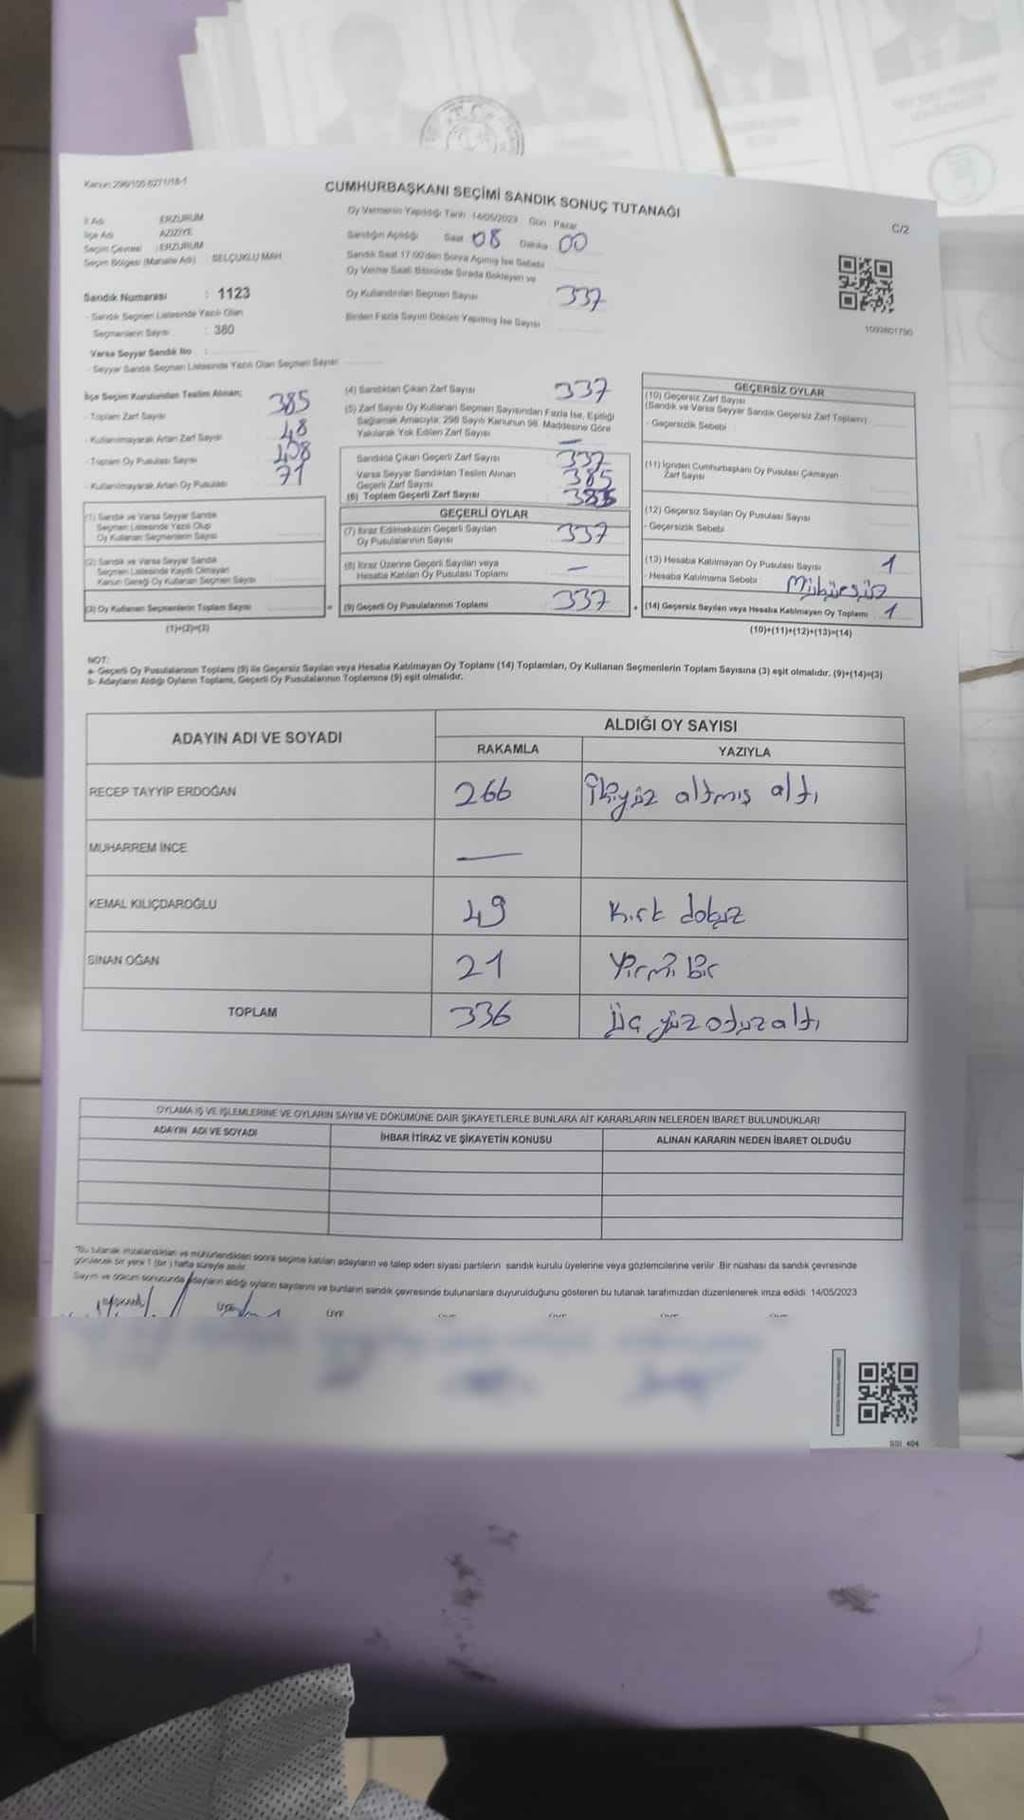 CUMHURBAŞKANI SEÇİMİ SANDIK SONUÇ TUTANAĞI
C/2
İl Adı ERZURUM
İlçe Adı AZİZİYE
Seçim Çevresi : ERZURUM
Seçim Bölgesi (Mahalle Adı) SELÇUKLU MAH
Sandık Numarası : 1123
- Sandık Seçmen Listesinde Yazılı Olan
Seçmenlerin Sayısı : 380
Varsa Seyyar Sandık No :
- Seyyar Sandık Seçmen Listesinde Yazılı Olan Seçmen Sayısı
Oy Vermenin Yapıldığı Tarih 14/05/2023 Gün Pazar
Sandığın Açıldığı Saat 08 Dakika 00
Sandık Saat 17:00'den Sonra Açılmış İse Sebebi
Oy Verme Saati Bitiminde Sırada Bekleyen ve
Oy Kullandırılan Seçmen Sayısı 337
Birden Fazla Sayım Döküm Yapılmış İse Sayısı
İlçe Seçim Kurulundan Teslim Alınan;
- Toplam Zarf Sayısı 385
- Kullanılmayarak Artan Zarf Sayısı 48
- Toplam Oy Pusulası Sayısı 408
- Kullanılmayarak Artan Oy Pusulası 71
(1) Sandık ve Varsa Seyyar Sandık
Seçmen Listesinde Yazılı Olup
Oy Kullanan Seçmenlerin Sayısı
(2) Sandık ve Varsa Seyyar Sandık
Seçmen Listesinde Kaydı Olmayan
Kanun Gereği Oy Kullanan Seçmen Sayısı
(3) Oy Kullanan Seçmenlerin Toplam Sayısı
(1)+(2)=(3)
(4) Sandıktan Çıkan Zarf Sayısı 337
(5) Zarf Sayısı Oy Kullanan Seçmen Sayısından Fazla İse, Eşitliği
Sağlamak Amacıyla; 298 Sayılı Kanunun 98. Maddesine Göre
Yakılarak Yok Edilen Zarf Sayısı —
Sandıkta Çıkan Geçerli Zarf Sayısı 337
Varsa Seyyar Sandıktan Teslim Alınan
Geçerli Zarf Sayısı 385
(6) Toplam Geçerli Zarf Sayısı
GEÇERLİ OYLAR
(7) İtiraz Edilmeksizin Geçerli Sayılan
Oy Pusulalarının Sayısı 337
(8) İtiraz Üzerine Geçerli Sayılan veya
Hesaba Katılan Oy Pusulası Toplamı —
= (9) Geçerli Oy Pusulalarının Toplamı 337
GEÇERSİZ OYLAR
(10) Geçersiz Zarf Sayısı
(Sandık ve Varsa Seyyar Sandık Geçersiz Zarf Toplamı)
- Geçersizlik Sebebi
(11) İçinden Cumhurbaşkanı Oy Pusulası Çıkmayan
Zarf Sayısı
(12) Geçersiz Sayılan Oy Pusulası Sayısı
- Geçersizlik Sebebi
(13) Hesaba Katılmayan Oy Pusulası Sayısı 1
- Hesaba Katılmama Sebebi Mühürsüz
+ (14) Geçersiz Sayılan veya Hesaba Katılmayan Oy Toplamı 1
(10)+(11)+(12)+(13)=(14)
NOT:
a- Geçerli Oy Pusulalarının Toplamı (9) ile Geçersiz Sayılan veya Hesaba Katılmayan Oy Toplamı (14) Toplamları, Oy Kullanan Seçmenlerin Toplam Sayısına (3) eşit olmalıdır. (9)+(14)=(3)
b- Adayların Aldığı Oyların Toplamı, Geçerli Oy Pusulalarının Toplamına (9) eşit olmalıdır.
ADAYIN ADI VE SOYADI
ALDIĞI OY SAYISI
RAKAMLA YAZIYLA
RECEP TAYYİP ERDOĞAN 266 İkiyüz altmış altı
MUHARREM İNCE —
KEMAL KILIÇDAROĞLU 49 Kırk dokuz
SİNAN OĞAN 21 Yirmi bir
TOPLAM 336 Üç yüz otuz altı
OYLAMA İŞ VE İŞLEMLERİNE VE OYLARIN SAYIM VE DÖKÜMÜNE DAİR ŞİKAYETLERLE BUNLARA AİT KARARLARIN NELERDEN İBARET BULUNDUKLARI
ADAYIN ADI VE SOYADI İHBAR İTİRAZ VE ŞİKAYETİN KONUSU ALINAN KARARIN NEDEN İBARET OLDUĞU
*Bu tutanak imzalandıktan ve mühürlendikten sonra seçime katılan adayların ve talep eden siyasi partilerin sandık kurulu üyelerine veya gözlemcilerine verilir. Bir nüshası da sandık çevresinde
görülecek bir yere 1 (bir) hafta süreyle asılır.
Sayım ve döküm sonucunda adayların aldığı oyların sayılarını ve bunların sandık çevresinde bulunanlara duyurulduğunu gösteren bu tutanak tarafımızdan düzenlenerek imza edildi. 14/05/2023
ÜYE